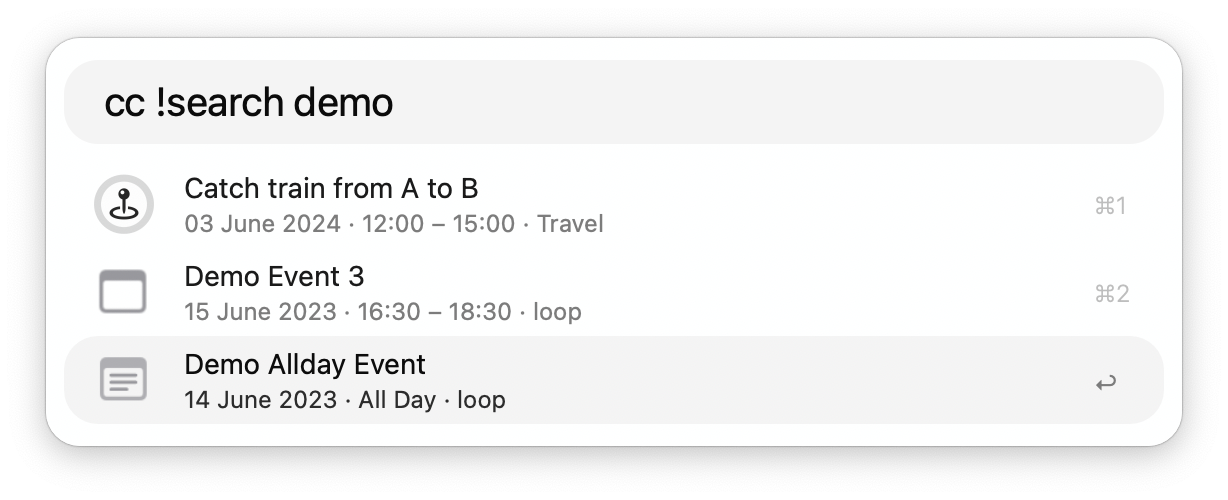 cc !search demo
Catch train from A to B
03 June 2024 · 12:00 – 15:00 · Travel
⌘1
Demo Event 3
15 June 2023 · 16:30 – 18:30 · loop
⌘2
Demo Allday Event
14 June 2023 · All Day · loop
↩